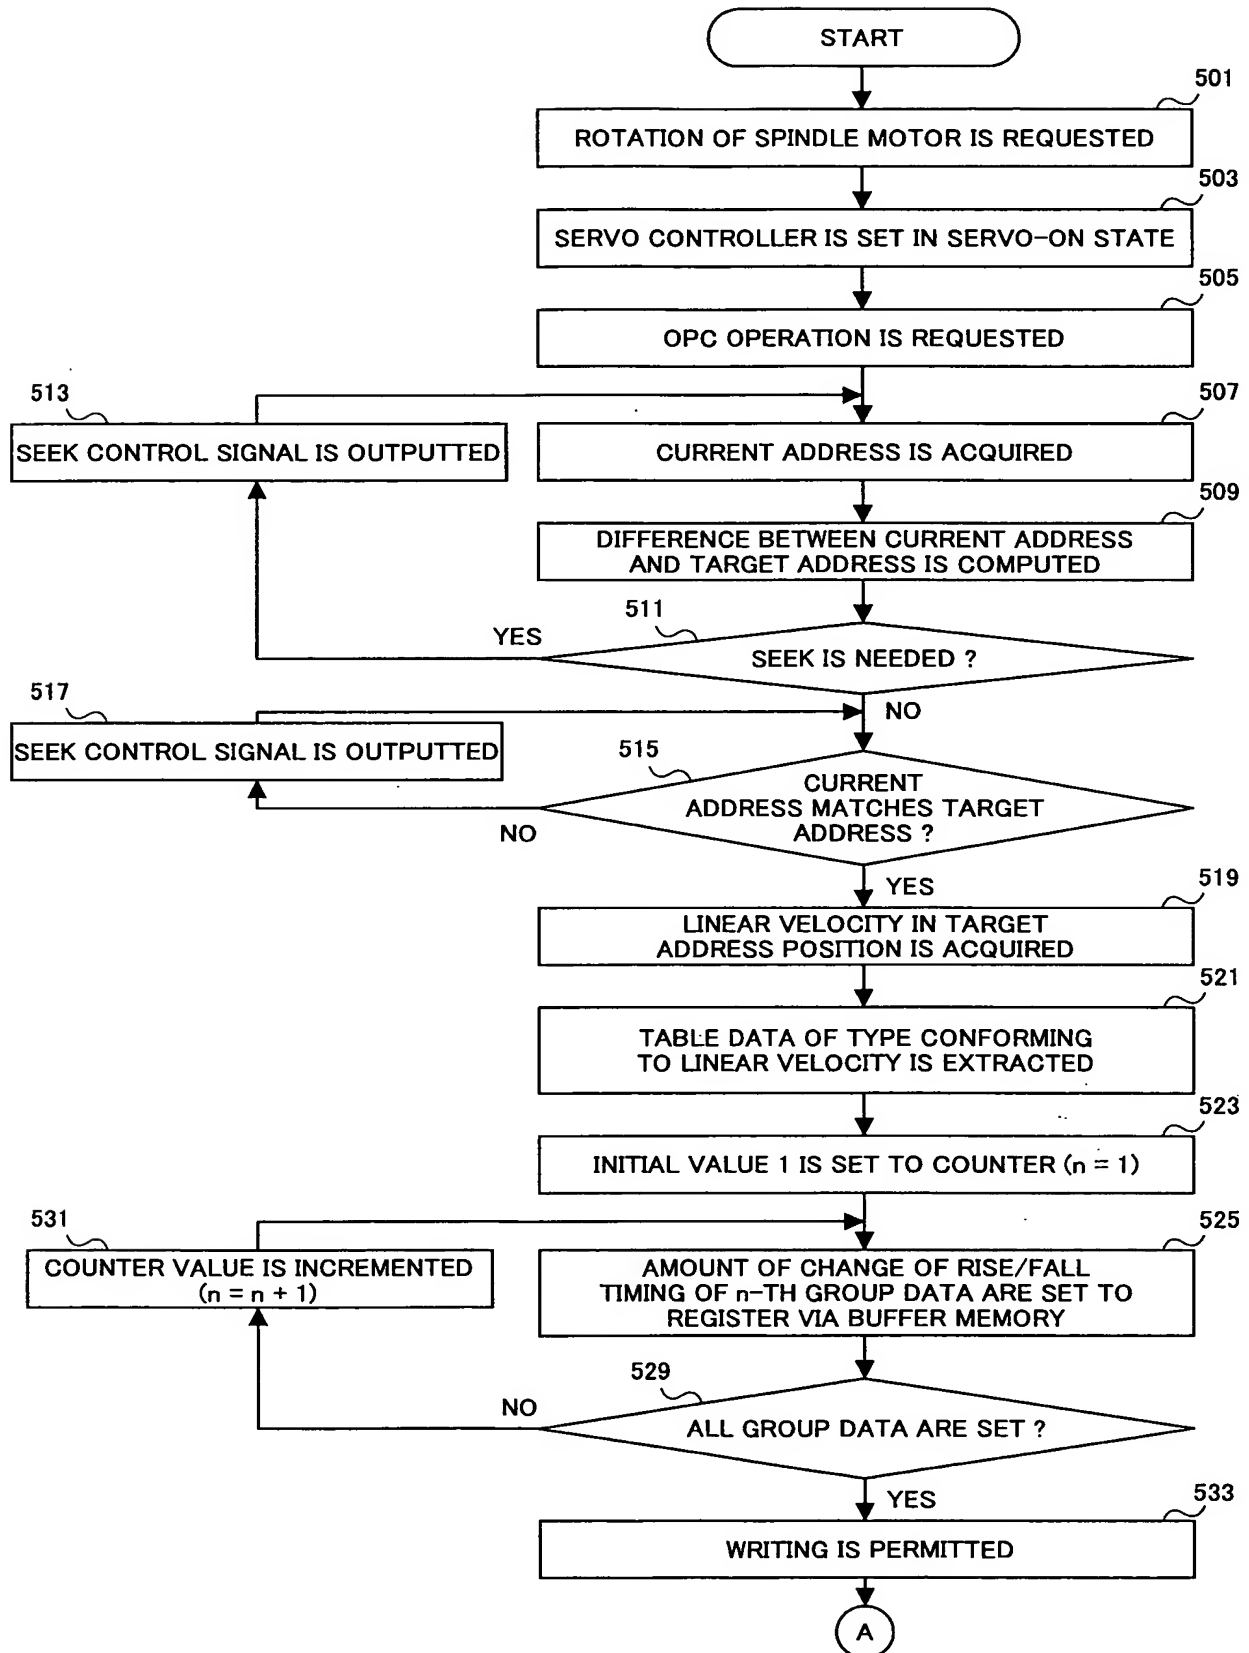 START
501
ROTATION OF SPINDLE MOTOR IS REQUESTED
503
SERVO CONTROLLER IS SET IN SERVO-ON STATE
505
OPC OPERATION IS REQUESTED
513
SEEK CONTROL SIGNAL IS OUTPUTTED
507
CURRENT ADDRESS IS ACQUIRED
509
DIFFERENCE BETWEEN CURRENT ADDRESS
AND TARGET ADDRESS IS COMPUTED
511
YES
SEEK IS NEEDED ?
NO
517
SEEK CONTROL SIGNAL IS OUTPUTTED
515
CURRENT
ADDRESS MATCHES TARGET
ADDRESS ?
NO
YES
519
LINEAR VELOCITY IN TARGET
ADDRESS POSITION IS ACQUIRED
521
TABLE DATA OF TYPE CONFORMING
TO LINEAR VELOCITY IS EXTRACTED
523
INITIAL VALUE 1 IS SET TO COUNTER (n = 1)
531
COUNTER VALUE IS INCREMENTED
(n = n + 1)
525
AMOUNT OF CHANGE OF RISE/FALL
TIMING OF n-TH GROUP DATA ARE SET TO
REGISTER VIA BUFFER MEMORY
529
NO
ALL GROUP DATA ARE SET ?
YES
533
WRITING IS PERMITTED
A